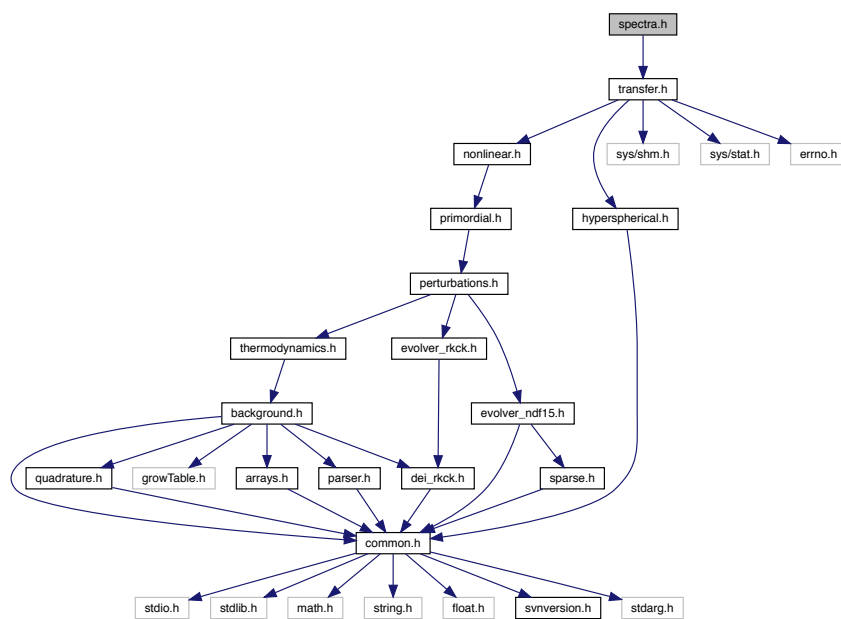 spectra.h
transfer.h
nonlinear.h
sys/shm.h
sys/stat.h
errno.h
primordial.h
hyperspherical.h
perturbations.h
thermodynamics.h
evolver_rkck.h
background.h
evolver_ndf15.h
quadrature.h
growTable.h
arrays.h
parser.h
dei_rkck.h
sparse.h
common.h
stdio.h
stdlib.h
math.h
string.h
float.h
svnversion.h
stdarg.h